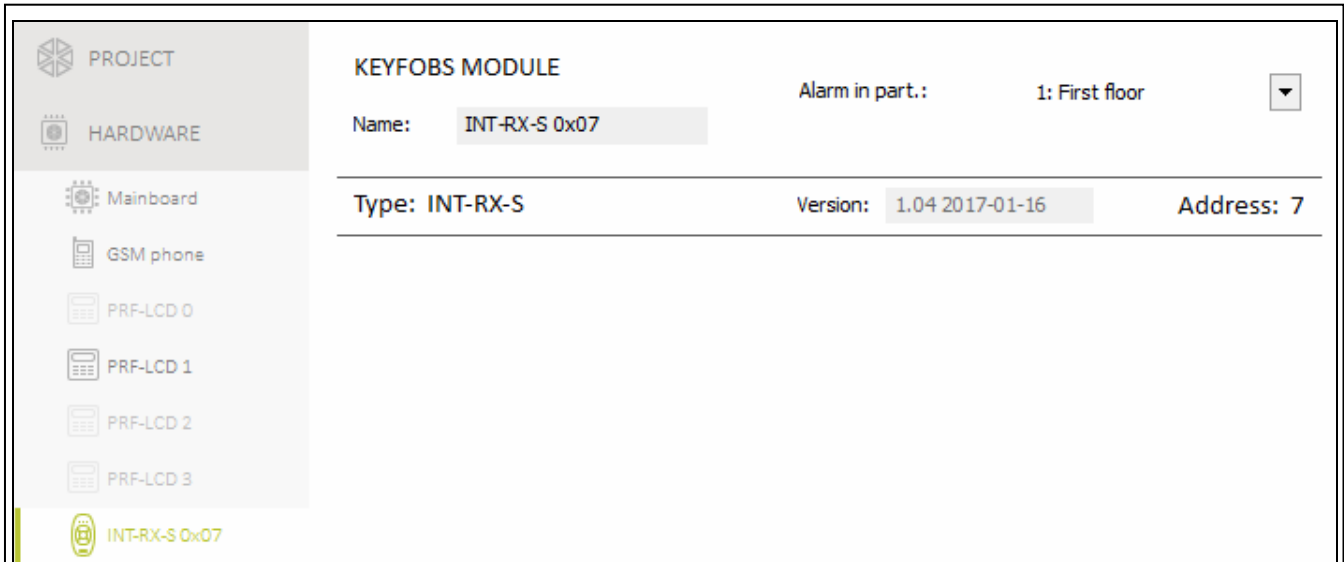 PROJECT
HARDWARE
Mainboard
GSM phone
PRF-LCD 0
PRF-LCD 1
PRF-LCD 2
PRF-LCD 3
INT-RX-S 0x07
KEYFOBS MODULE
Name: INT-RX-S 0x07
Alarm in part.: 1: First floor
Type: INT-RX-S Version: 1.04 2017-01-16 Address: 7